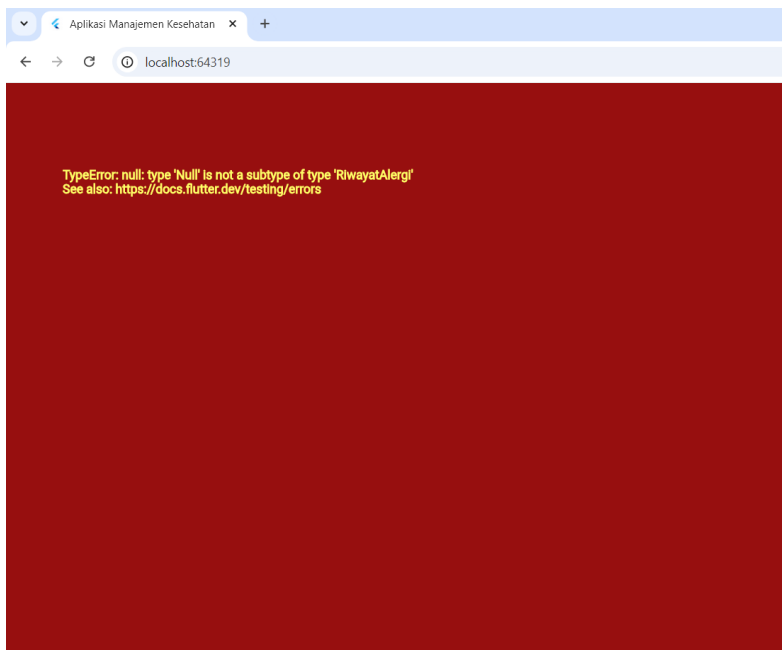 Aplikasi Manajemen Kesehatan
localhost:64319
TypeError: null: type 'Null' is not a subtype of type 'RiwayatAlergi'
See also: https://docs.flutter.dev/testing/errors